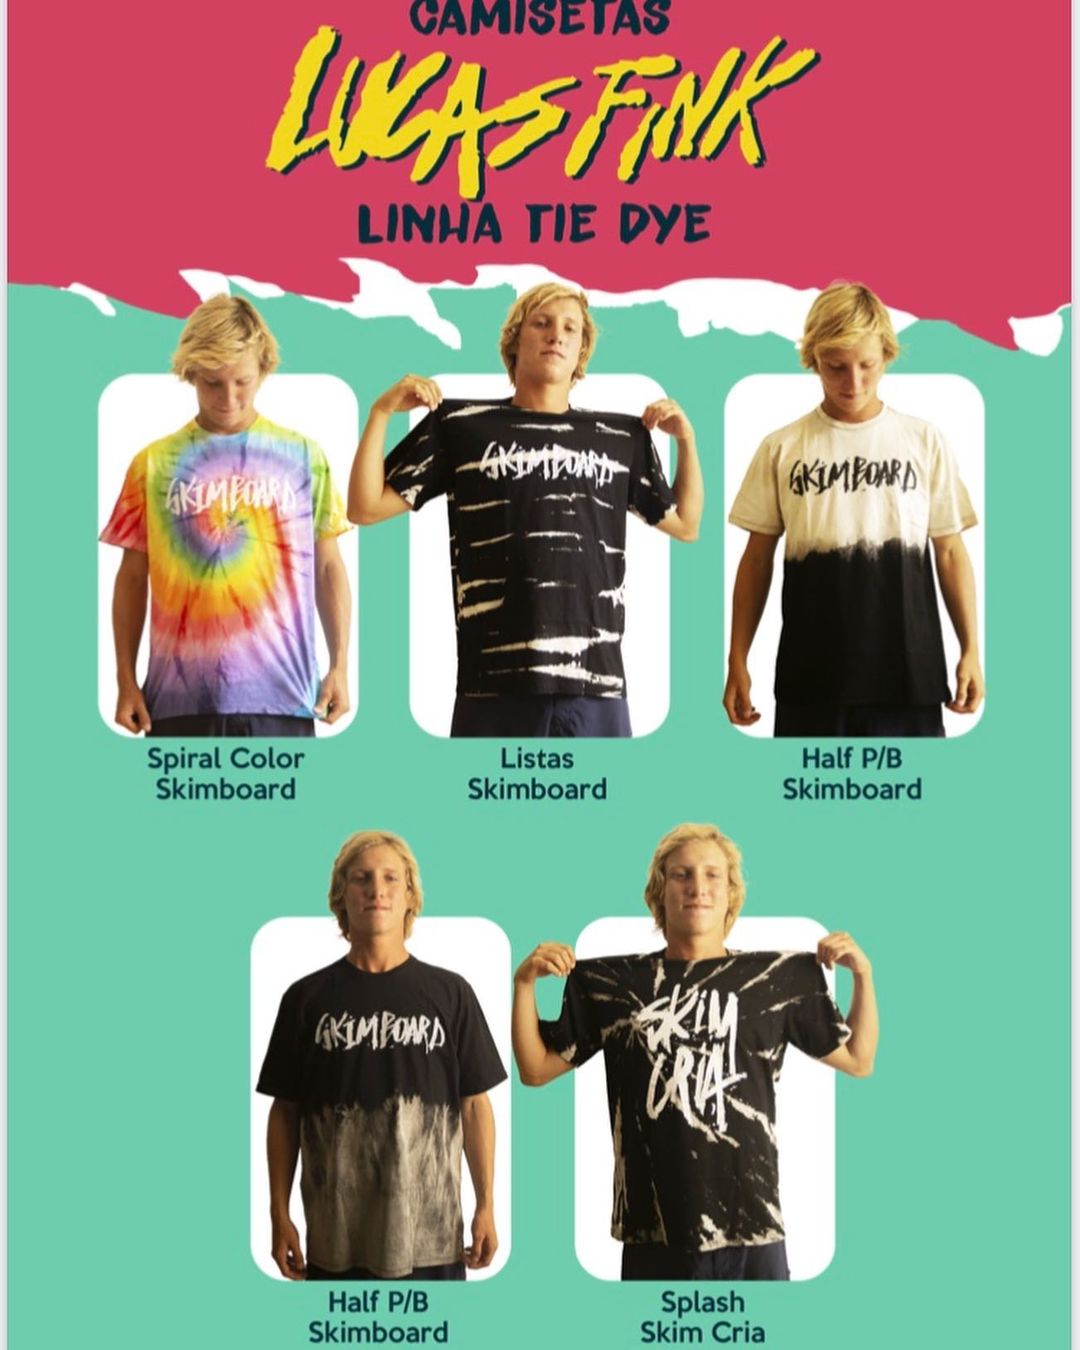 CAMISETAS
LUCAS FINK
LINHA TIE DYE
SKIMBOARD
SKIMBOARD
SKIMBOARD
Spiral Color
Skimboard
Listas
Skimboard
Half P/B
Skimboard
SKIMBOARD
SKIM
CRIA
Half P/B
Skimboard
Splash
Skim Cria